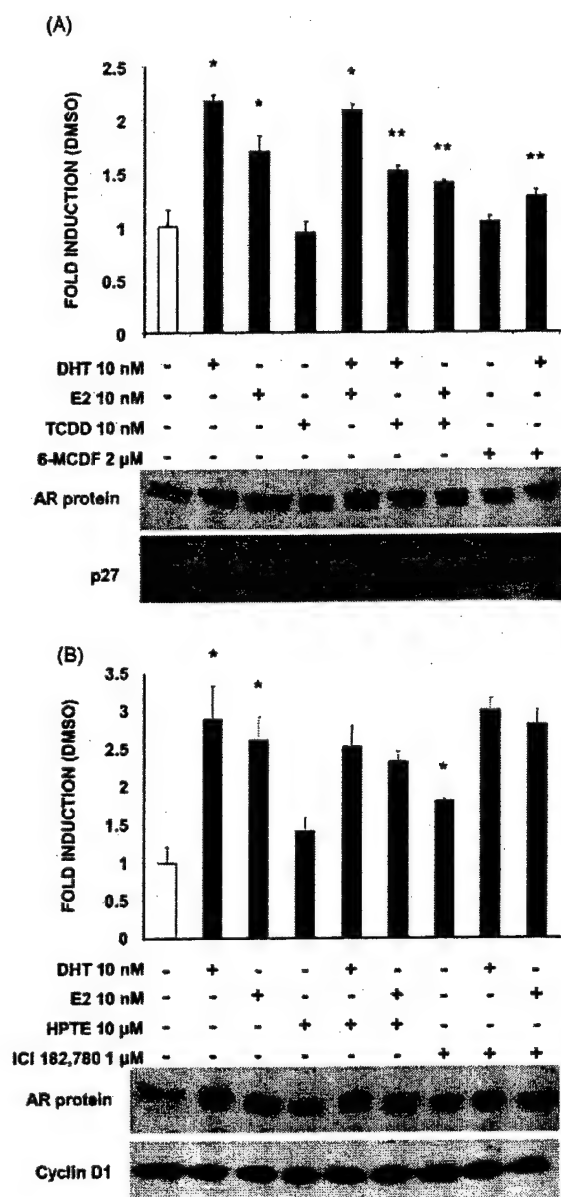 (A)
FOLD INDUCTION (DMSO)
2.5
2
1.5
1
0.5
0
* * * ** ** **
DHT 10 nM - + - - + + - - +
E2 10 nM - - + - + - + - -
TCDD 10 nM - - - + - + + - -
6-MCDF 2 µM - - - - - - - + +
AR protein
p27
(B)
FOLD INDUCTION (DMSO)
3.5
3
2.5
2
1.5
1
0.5
0
* * *
DHT 10 nM - + - - + - - + -
E2 10 nM - - + - - + - - +
HPTE 10 µM - - - + + + - - -
ICI 182,780 1 µM - - - - - - + + +
AR protein
Cyclin D1